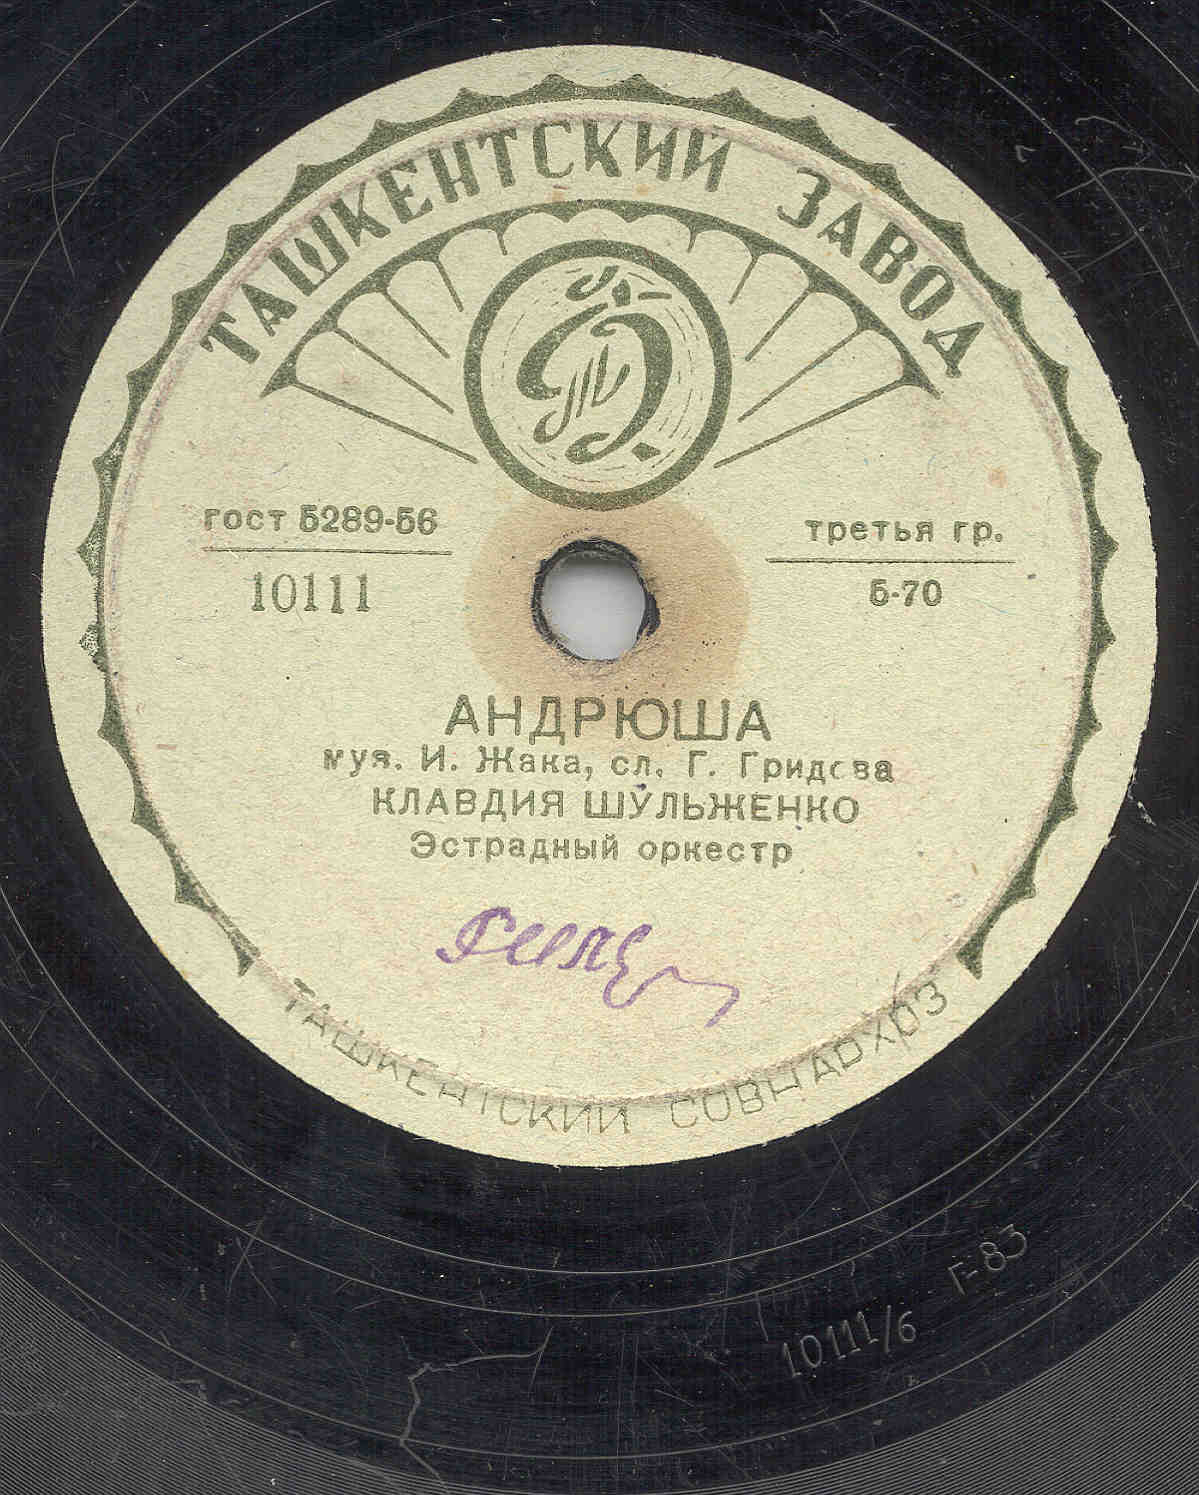 ТАШКЕНТСКИЙ ЗАВОД
гост 5289-56
10111
третья гр.
5-70
АНДРЮША
муз. И. Жака, сл. Г. Гридова
КЛАВДИЯ ШУЛЬЖЕНКО
Эстрадный оркестр
ТАШКЕНТСКИЙ СОВНАРХОЗ
10111/6 Г-83